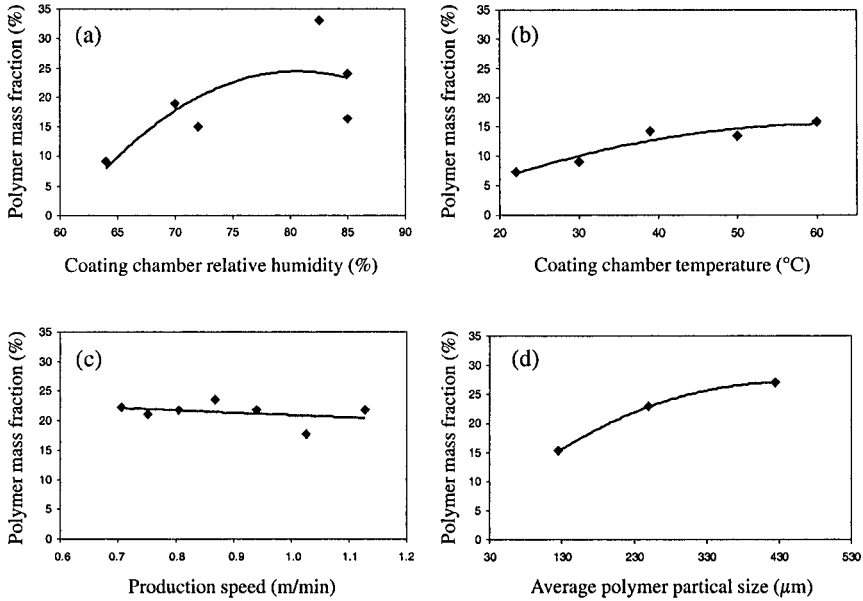 (a)
Polymer mass fraction (%)
35
30
25
20
15
10
5
0
60 65 70 75 80 85 90
Coating chamber relative humidity (%)
(b)
Polymer mass fraction (%)
35
30
25
20
15
10
5
0
20 30 40 50 60
Coating chamber temperature (°C)
(c)
Polymer mass fraction (%)
35
30
25
20
15
10
5
0
0.6 0.7 0.8 0.9 1.0 1.1 1.2
Production speed (m/min)
(d)
Polymer mass fraction (%)
35
30
25
20
15
10
5
0
30 130 230 330 430 530
Average polymer partical size (μm)